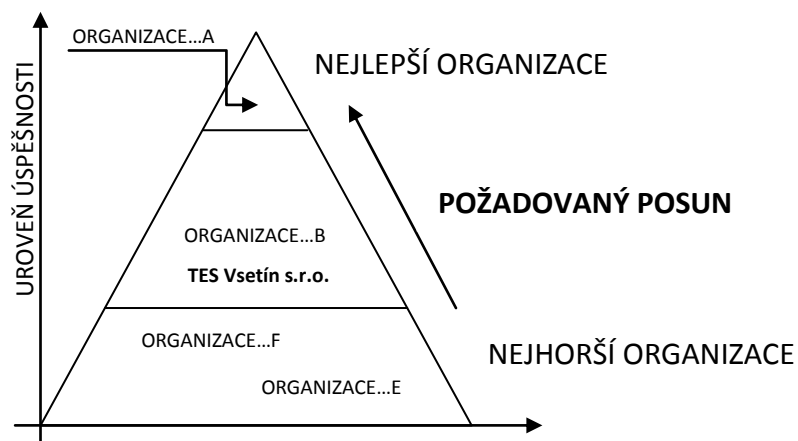 ORGANIZACE...A
NEJLEPŠÍ ORGANIZACE
UROVEŇ ÚSPĚŠNOSTI
POŽADOVANÝ POSUN
ORGANIZACE...B
TES Vsetín s.r.o.
ORGANIZACE...F
NEJHORŠÍ ORGANIZACE
ORGANIZACE...E